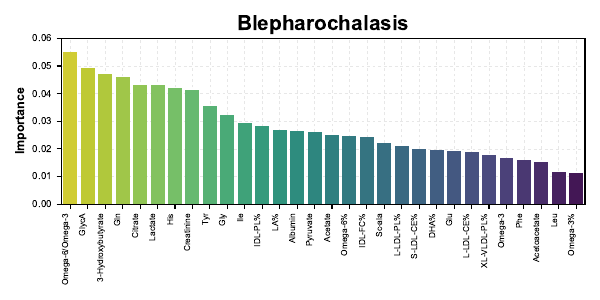 Blepharochalasis
Importance
0.06
0.05
0.04
0.03
0.02
0.01
0.00
Omega-6/Omega-3
GlycA
3-Hydroxybutyrate
Gln
Citrate
Lactate
His
Creatinine
Tyr
Gly
Ile
IDL-PL%
LA%
Albumin
Pyruvate
Acetate
Omega-6%
IDL-FC%
Scala
L-LDL-PL%
S-LDL-CE%
DHA%
Glu
L-LDL-CE%
XL-VLDL-PL%
Omega-3
Phe
Acetoacetate
Leu
Omega-3%